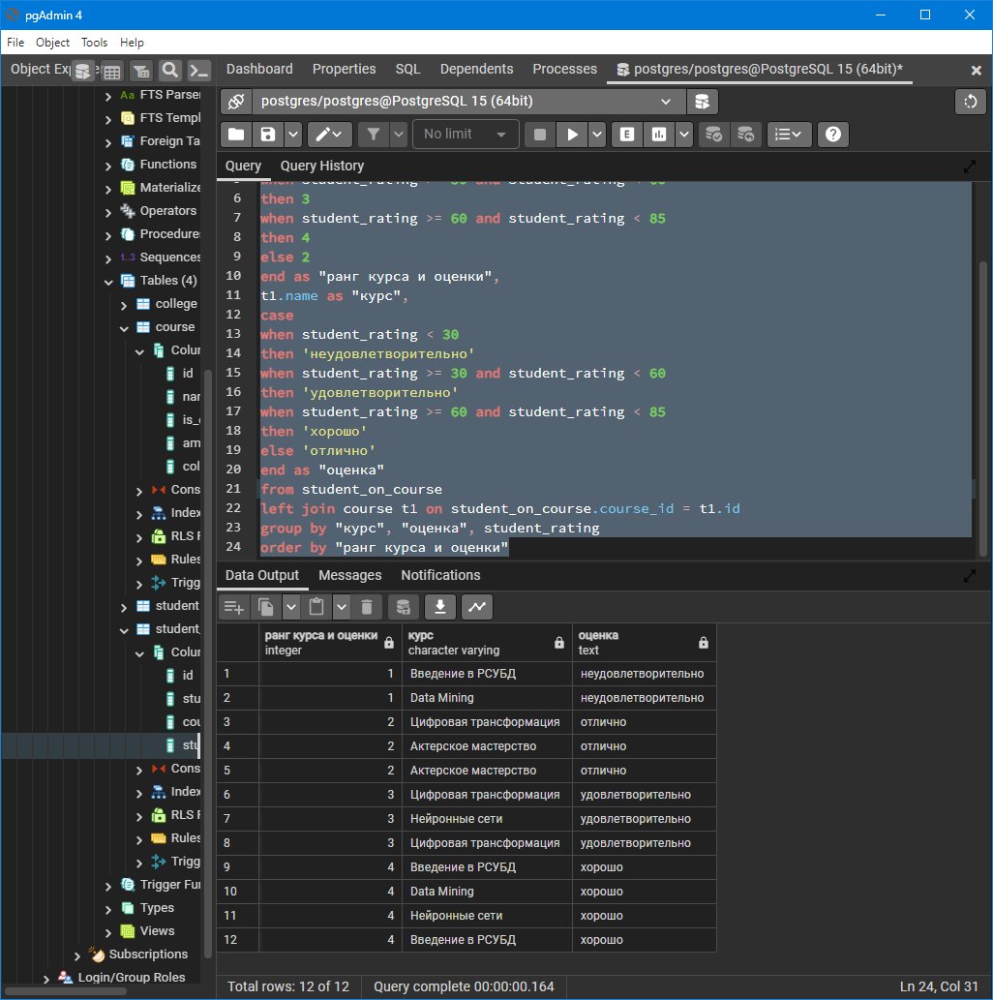 pgAdmin 4
File Object Tools Help
Object Exp
Dashboard Properties SQL Dependents Processes postgres/postgres@PostgreSQL 15 (64bit)*
postgres/postgres@PostgreSQL 15 (64bit)
No limit
E
Query Query History
Aa FTS Parser
FTS Templ
Foreign Ta
Functions
Materialize
Operators
Procedures
1..3 Sequences
Tables (4)
college
course
Colur
id
nar
is_
am
col
Cons
Index
RLS F
Rules
Trigg
student
student_
Colur
id
stu
cou
stu
Cons
Index
RLS F
Rules
Trigg
Trigger Fur
Types
Views
Subscriptions
Login/Group Roles
6 then 3
7 when student_rating >= 60 and student_rating < 85
8 then 4
9 else 2
10 end as "ранг курса и оценки",
11 t1.name as "курс",
12 case
13 when student_rating < 30
14 then 'неудовлетворительно'
15 when student_rating >= 30 and student_rating < 60
16 then 'удовлетворительно'
17 when student_rating >= 60 and student_rating < 85
18 then 'хорошо'
19 else 'отлично'
20 end as "оценка"
21 from student_on_course
22 left join course t1 on student_on_course.course_id = t1.id
23 group by "курс", "оценка", student_rating
24 order by "ранг курса и оценки"
Data Output Messages Notifications
ранг курса и оценки курс оценка
integer character varying text
1 1 Введение в РСУБД неудовлетворительно
2 1 Data Mining неудовлетворительно
3 2 Цифровая трансформация отлично
4 2 Актерское мастерство отлично
5 2 Актерское мастерство отлично
6 3 Цифровая трансформация удовлетворительно
7 3 Нейронные сети удовлетворительно
8 3 Цифровая трансформация удовлетворительно
9 4 Введение в РСУБД хорошо
10 4 Data Mining хорошо
11 4 Нейронные сети хорошо
12 4 Введение в РСУБД хорошо
Total rows: 12 of 12 Query complete 00:00:00.164 Ln 24, Col 31